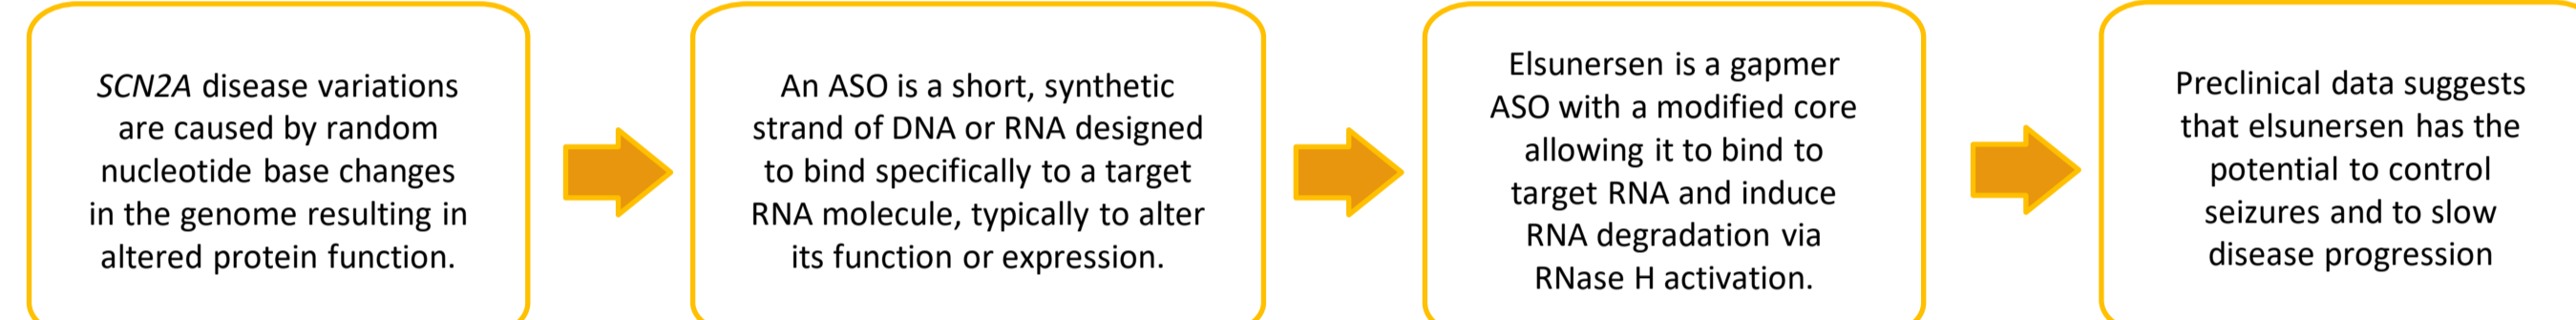 SCN2A disease variations
are caused by random
nucleotide base changes
in the genome resulting in
altered protein function.
An ASO is a short, synthetic
strand of DNA or RNA designed
to bind specifically to a target
RNA molecule, typically to alter
its function or expression.
Elsunersen is a gapmer
ASO with a modified core
allowing it to bind to
target RNA and induce
RNA degradation via
RNase H activation.
Preclinical data suggests
that elsunersen has the
potential to control
seizures and to slow
disease progression